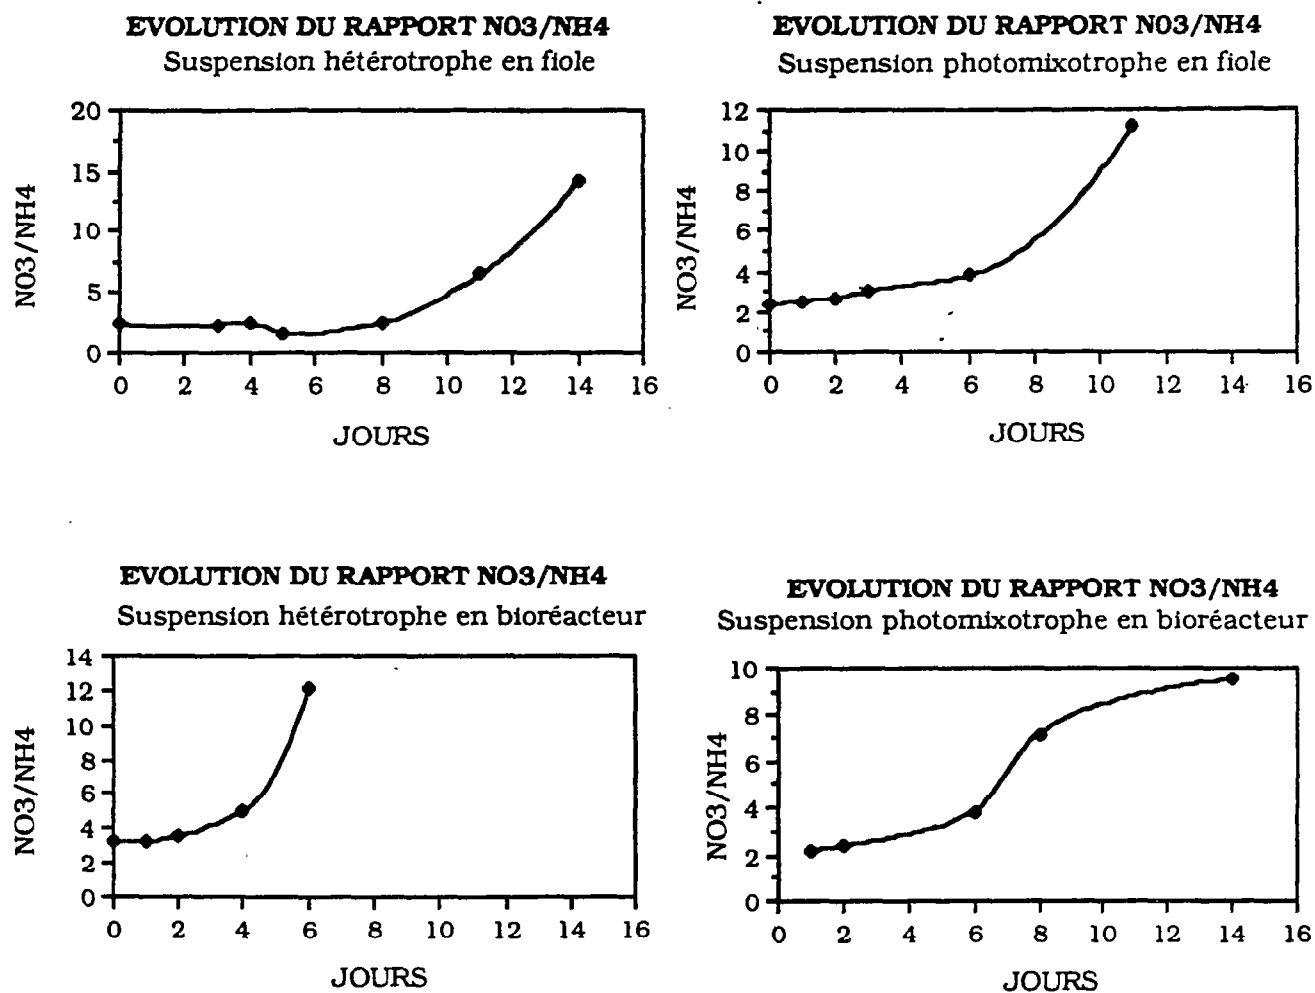 EVOLUTION DU RAPPORT NO3/NH4
Suspension hétérotrophe en fiole
20
15
10
5
0
NO3/NH4
0 2 4 6 8 10 12 14 16
JOURS
EVOLUTION DU RAPPORT NO3/NH4
Suspension photomixotrophe en fiole
12
10
8
6
4
2
0
NO3/NH4
0 2 4 6 8 10 12 14 16
JOURS
EVOLUTION DU RAPPORT NO3/NH4
Suspension hétérotrophe en bioréacteur
14
12
10
8
6
4
2
0
NO3/NH4
0 2 4 6 8 10 12 14 16
JOURS
EVOLUTION DU RAPPORT NO3/NH4
Suspension photomixotrophe en bioréacteur
10
8
6
4
2
0
NO3/NH4
0 2 4 6 8 10 12 14 16
JOURS